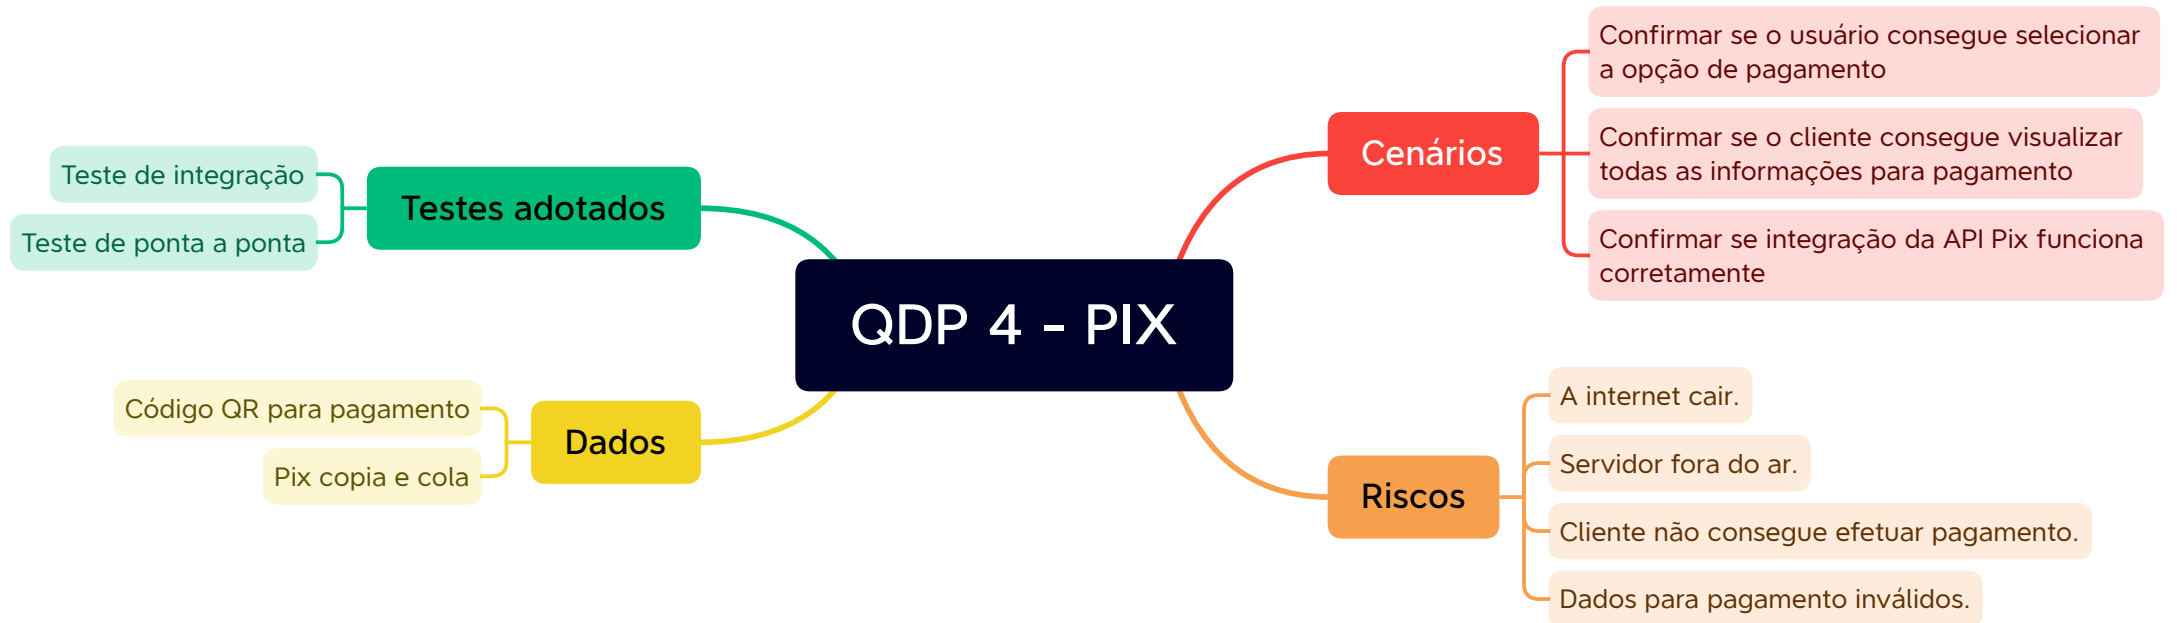 QDP 4 - PIX
Cenários
Confirmar se o usuário consegue selecionar
a opção de pagamento
Confirmar se o cliente consegue visualizar
todas as informações para pagamento
Confirmar se integração da API Pix funciona
corretamente
Riscos
A internet cair.
Servidor fora do ar.
Cliente não consegue efetuar pagamento.
Dados para pagamento inválidos.
Testes adotados
Teste de integração
Teste de ponta a ponta
Dados
Código QR para pagamento
Pix copia e cola